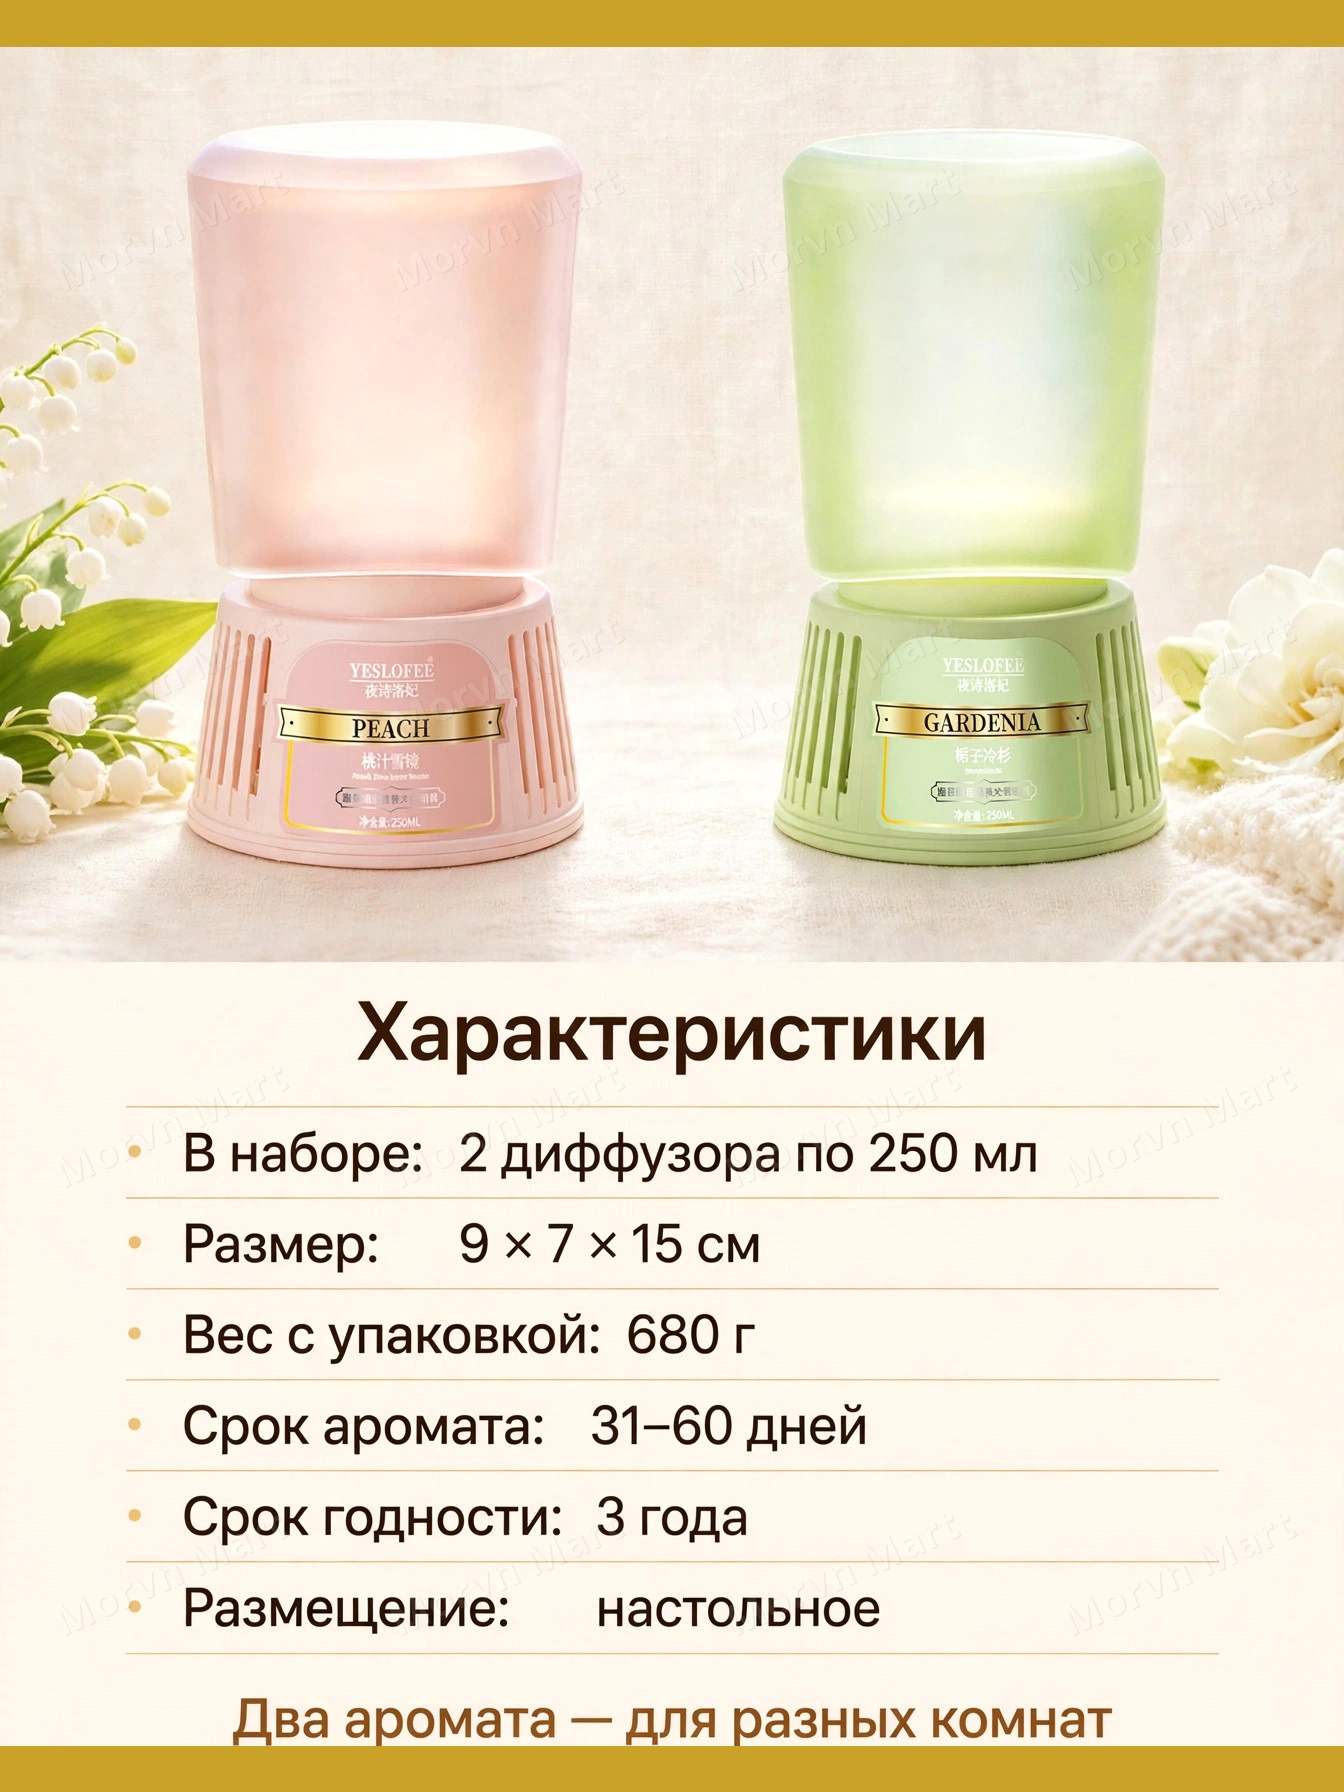 YESLOFEE
夜诗洛妃
PEACH
桃汁雪镜
净含量:250ML
YESLOFEE
夜诗洛妃
GARDENIA
栀子冷杉
净含量:250ML
Характеристики
• В наборе: 2 диффузора по 250 мл
• Размер: 9 × 7 × 15 см
• Вес с упаковкой: 680 г
• Срок аромата: 31–60 дней
• Срок годности: 3 года
• Размещение: настольное
Два аромата — для разных комнат
Morvn Mart